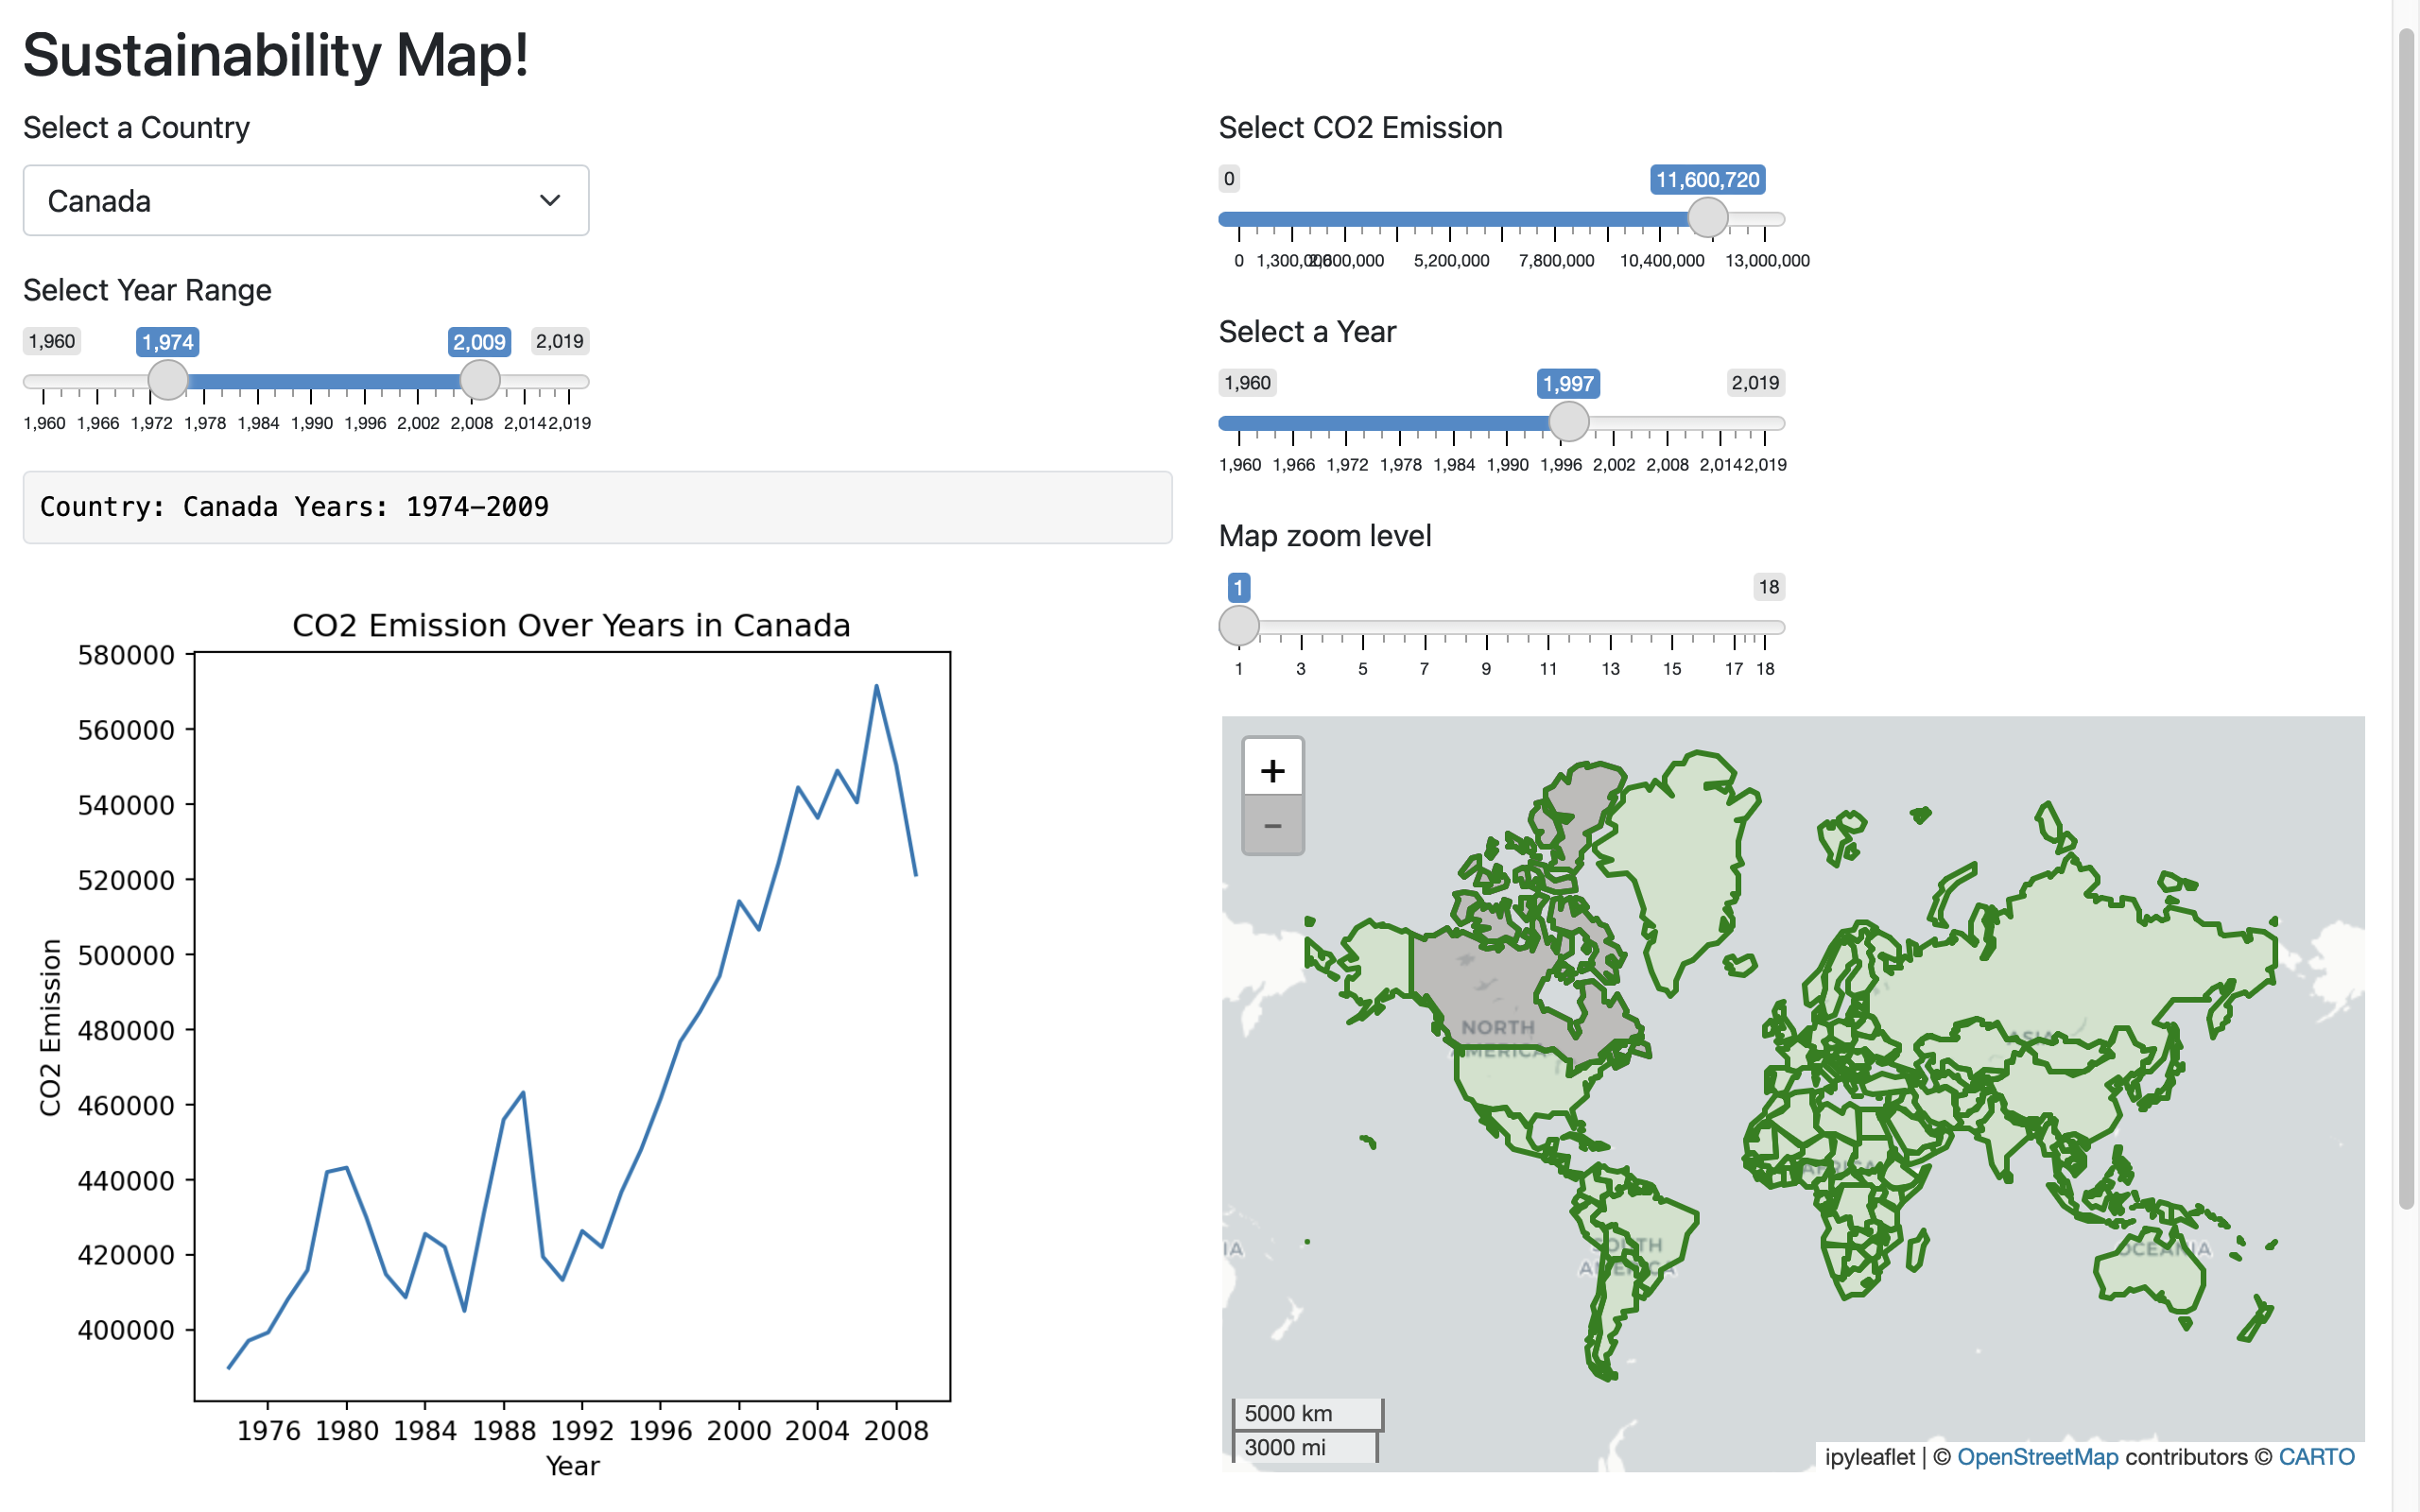 Sustainability Map!
Select a Country
Canada
Select Year Range
1,960 1,974 2,009 2,019
1,960 1,966 1,972 1,978 1,984 1,990 1,996 2,002 2,008 2,014 2,019
Country: Canada Years: 1974–2009
CO2 Emission Over Years in Canada
580000
560000
540000
520000
500000
480000
460000
440000
420000
400000
CO2 Emission
1976 1980 1984 1988 1992 1996 2000 2004 2008
Year
Select CO2 Emission
0 11,600,720
0 1,300,000 2,600,000 5,200,000 7,800,000 10,400,000 13,000,000
Select a Year
1,960 1,997 2,019
1,960 1,966 1,972 1,978 1,984 1,990 1,996 2,002 2,008 2,014 2,019
Map zoom level
1 18
1 3 5 7 9 11 13 15 17 18
+
−
NORTH
AMERICA
ASIA
AFRICA
SOUTH
AMERICA
OCEANIA
IA
5000 km
3000 mi
ipyleaflet | © OpenStreetMap contributors © CARTO